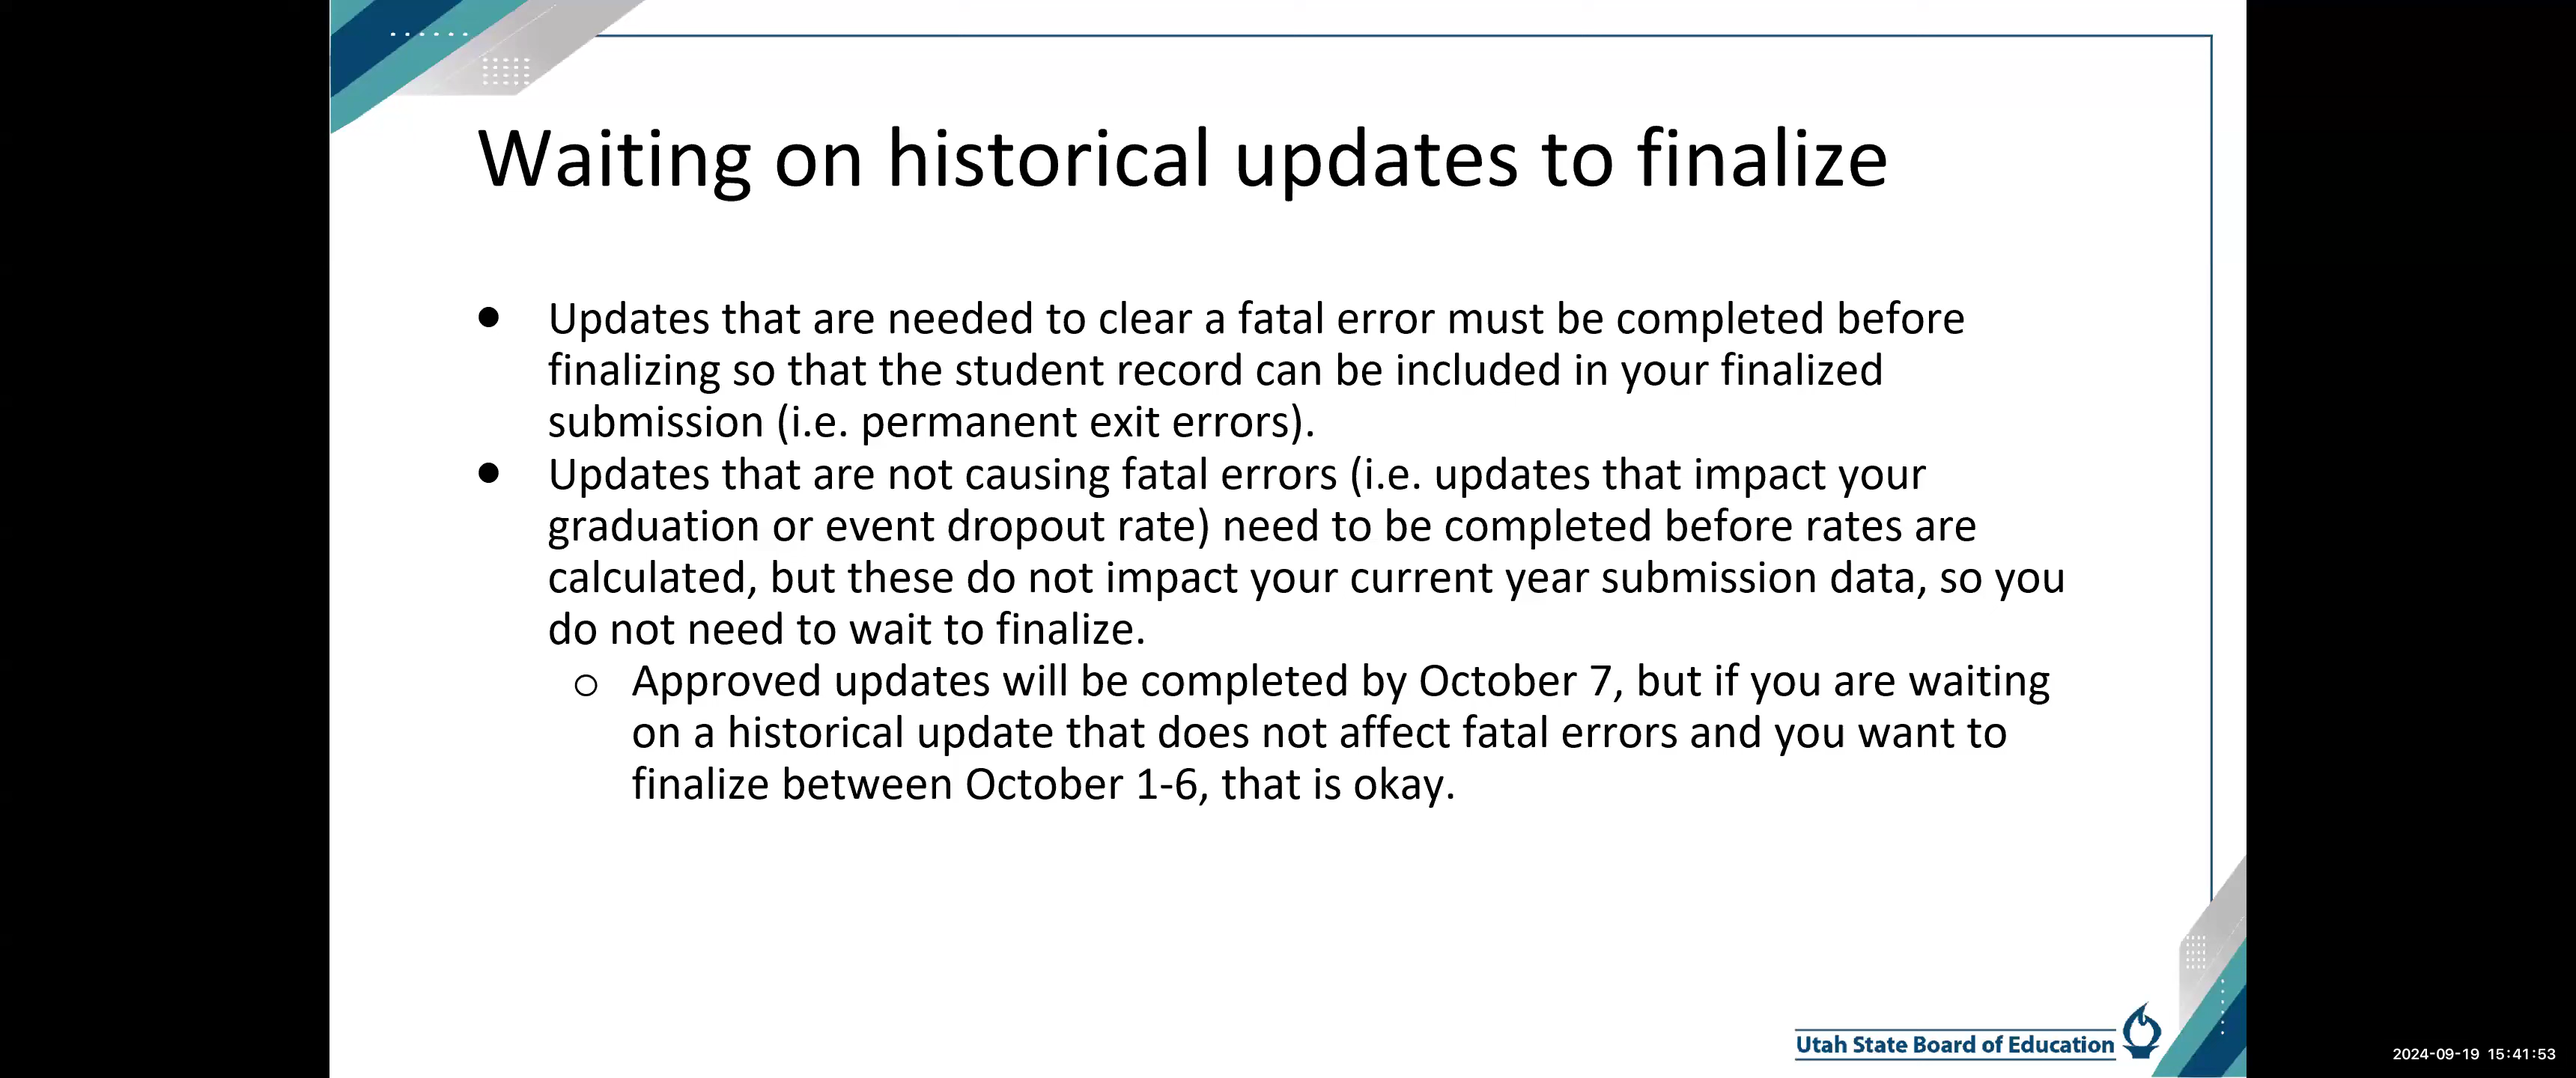 Waiting on historical updates to finalize
● Updates that are needed to clear a fatal error must be completed before
finalizing so that the student record can be included in your finalized
submission (i.e. permanent exit errors).
● Updates that are not causing fatal errors (i.e. updates that impact your
graduation or event dropout rate) need to be completed before rates are
calculated, but these do not impact your current year submission data, so you
do not need to wait to finalize.
○ Approved updates will be completed by October 7, but if you are waiting
on a historical update that does not affect fatal errors and you want to
finalize between October 1-6, that is okay.
Utah State Board of Education
2024-09-19 15:41:53